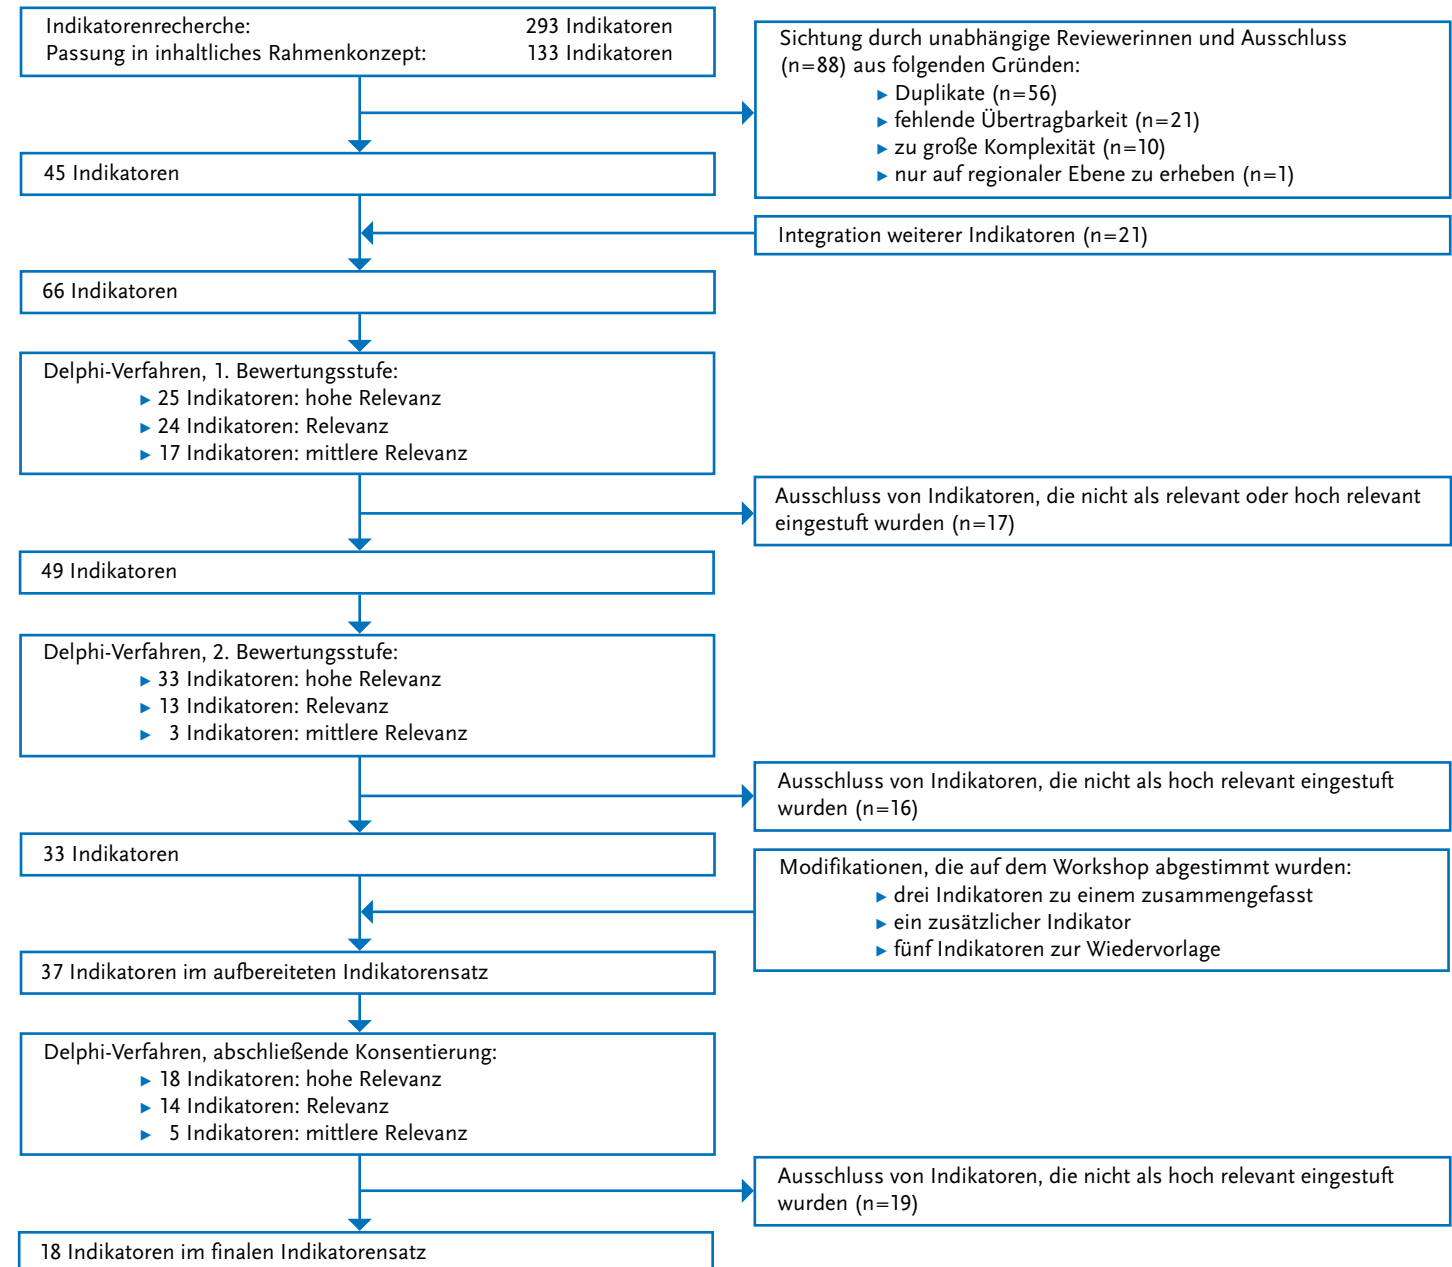 Indikatorenrecherche: 293 Indikatoren
Passung in inhaltliches Rahmenkonzept: 133 Indikatoren
Sichtung durch unabhängige Reviewerinnen und Ausschluss
(n=88) aus folgenden Gründen:
▸ Duplikate (n=56)
▸ fehlende Übertragbarkeit (n=21)
▸ zu große Komplexität (n=10)
▸ nur auf regionaler Ebene zu erheben (n=1)
45 Indikatoren
Integration weiterer Indikatoren (n=21)
66 Indikatoren
Delphi-Verfahren, 1. Bewertungsstufe:
▸ 25 Indikatoren: hohe Relevanz
▸ 24 Indikatoren: Relevanz
▸ 17 Indikatoren: mittlere Relevanz
Ausschluss von Indikatoren, die nicht als relevant oder hoch relevant
eingestuft wurden (n=17)
49 Indikatoren
Delphi-Verfahren, 2. Bewertungsstufe:
▸ 33 Indikatoren: hohe Relevanz
▸ 13 Indikatoren: Relevanz
▸ 3 Indikatoren: mittlere Relevanz
Ausschluss von Indikatoren, die nicht als hoch relevant eingestuft
wurden (n=16)
33 Indikatoren
Modifikationen, die auf dem Workshop abgestimmt wurden:
▸ drei Indikatoren zu einem zusammengefasst
▸ ein zusätzlicher Indikator
▸ fünf Indikatoren zur Wiedervorlage
37 Indikatoren im aufbereiteten Indikatorensatz
Delphi-Verfahren, abschließende Konsentierung:
▸ 18 Indikatoren: hohe Relevanz
▸ 14 Indikatoren: Relevanz
▸ 5 Indikatoren: mittlere Relevanz
Ausschluss von Indikatoren, die nicht als hoch relevant eingestuft
wurden (n=19)
18 Indikatoren im finalen Indikatorensatz